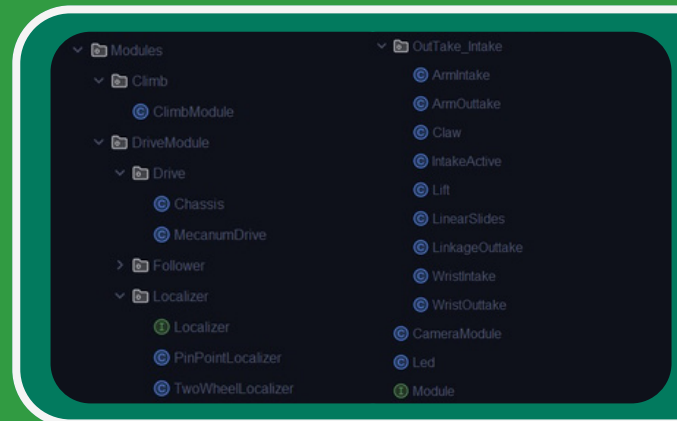 Modules
Climb
ClimbModule
DriveModule
Drive
Chassis
MecanumDrive
Follower
Localizer
Localizer
PinPointLocalizer
TwoWheelLocalizer
OutTake_Intake
ArmIntake
ArmOuttake
Claw
IntakeActive
Lift
LinearSlides
LinkageOuttake
WristIntake
WristOuttake
CameraModule
Led
Module